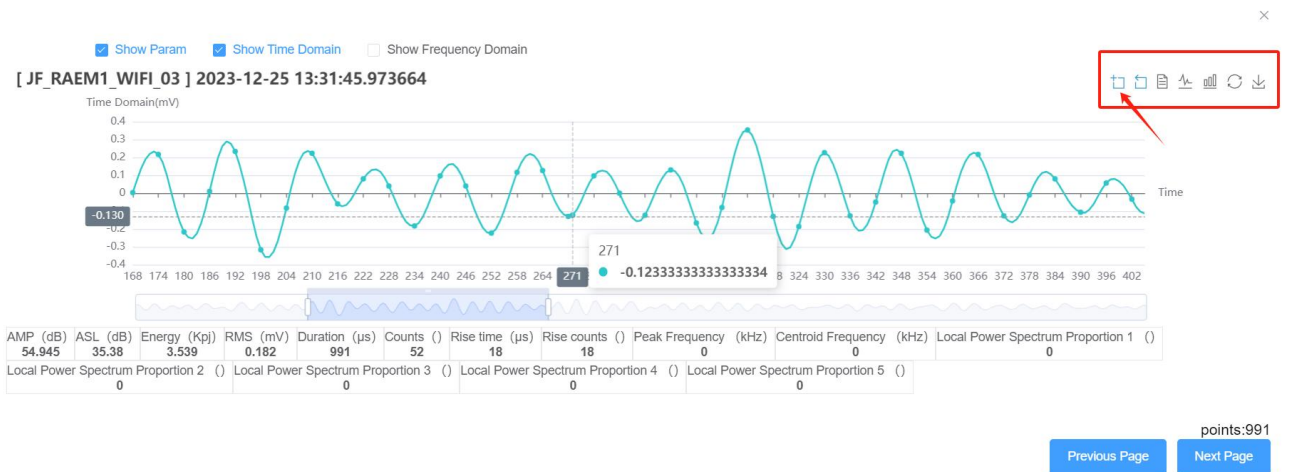 Show Param Show Time Domain Show Frequency Domain
[ JF_RAEM1_WIFI_03 ] 2023-12-25 13:31:45.973664
Time Domain(mV)
0.4
0.3
0.2
0.1
0
Time
-0.130
-0.2
-0.3
-0.4
271
-0.12333333333333334
168 174 180 186 192 198 204 210 216 222 228 234 240 246 252 258 264 271 8 324 330 336 342 348 354 360 366 372 378 384 390 396 402
AMP (dB) ASL (dB) Energy (Kpj) RMS (mV) Duration (μs) Counts () Rise time (μs) Rise counts () Peak Frequency (kHz) Centroid Frequency (kHz) Local Power Spectrum Proportion 1 ()
54.945 35.38 3.539 0.182 991 52 18 18 0 0 0
Local Power Spectrum Proportion 2 () Local Power Spectrum Proportion 3 () Local Power Spectrum Proportion 4 () Local Power Spectrum Proportion 5 ()
0 0 0 0
points:991
Previous Page Next Page